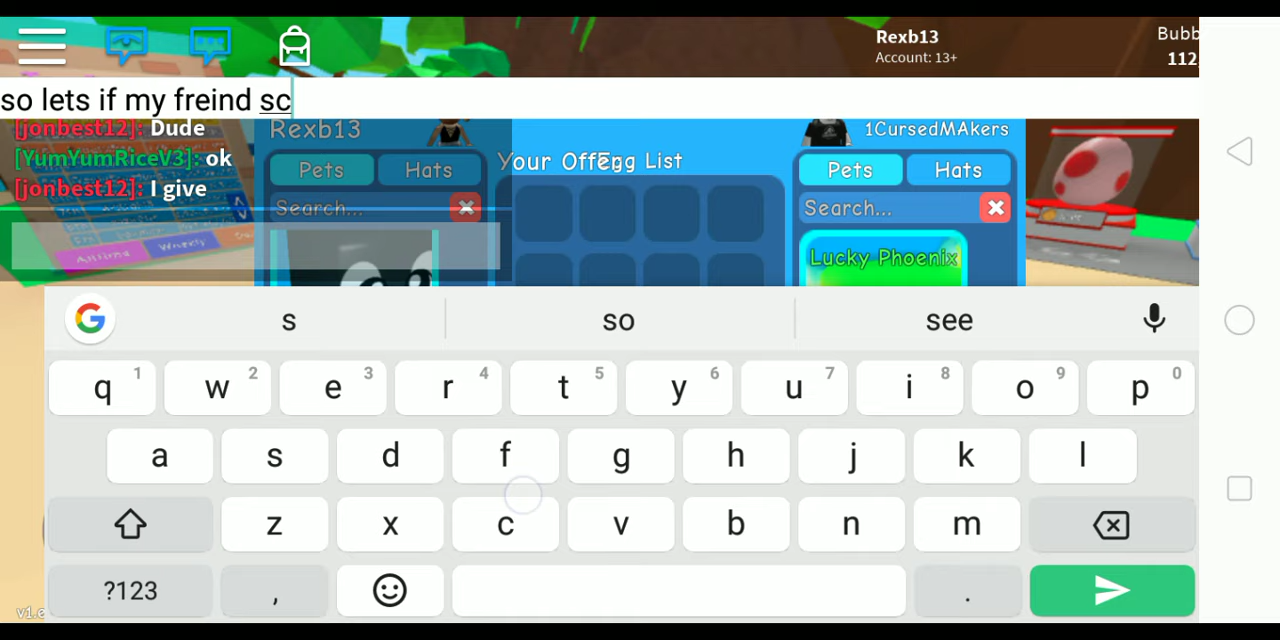 Rexb13
Account: 13+
Bubb
112
so lets if my freind sc
[jonbest12]: Dude
[YumYumRiceV3]: ok
[jonbest12]: I give
Rexb13
Pets Hats
Search...
Your Offer
Egg List
1CursedMAkers
Pets Hats
Search...
Lucky Phoenix
Weekly
s so see
q 1 w 2 e 3 r 4 t 5 y 6 u 7 i 8 o 9 p 0
a s d f g h j k l
z x c v b n m
?123 , .
v1.